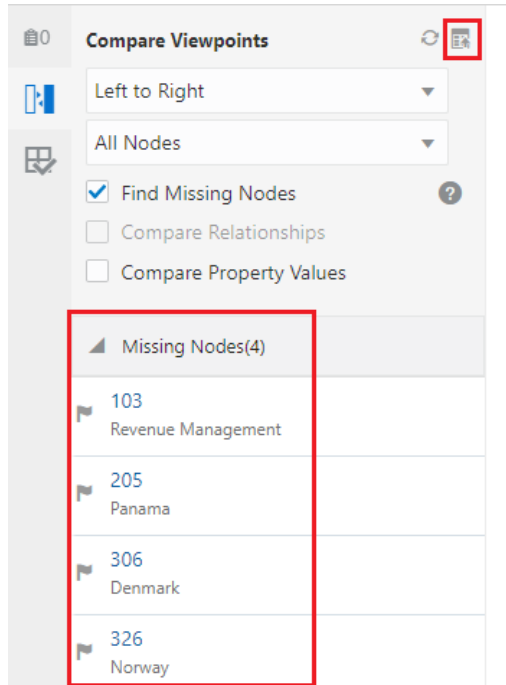 0
Compare Viewpoints
Left to Right
All Nodes
Find Missing Nodes
?
Compare Relationships
Compare Property Values
Missing Nodes(4)
103
Revenue Management
205
Panama
306
Denmark
326
Norway